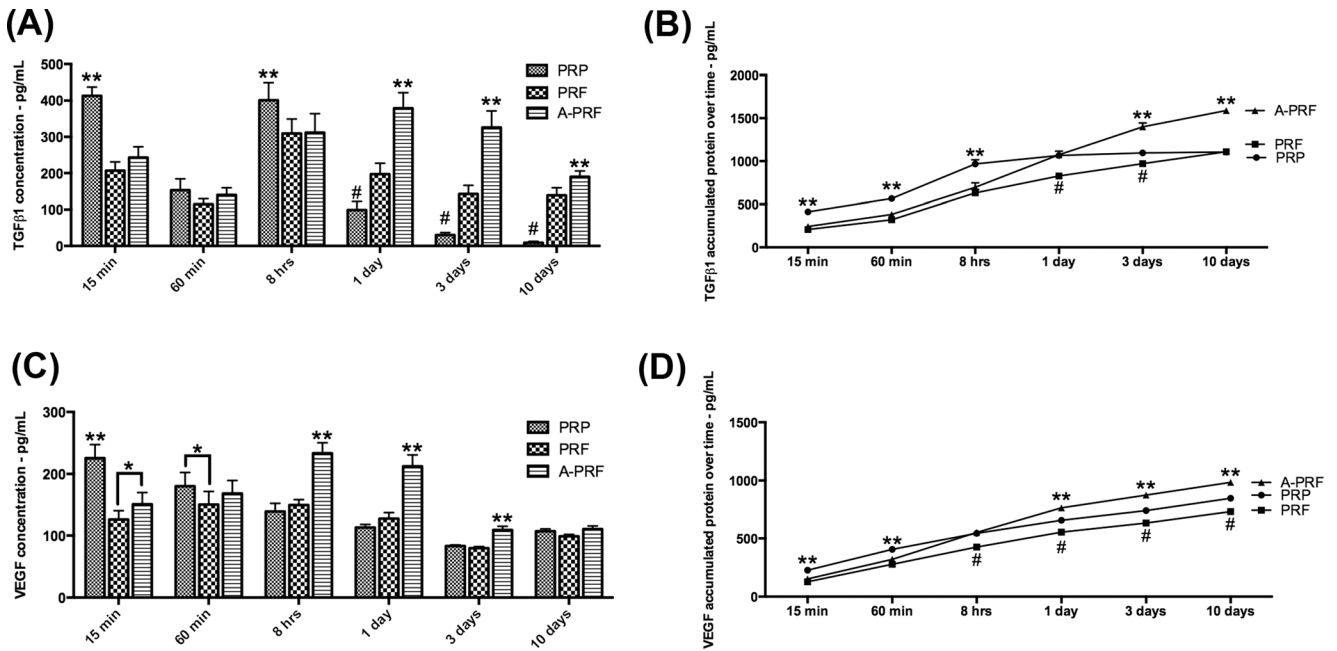 (A)
TGFβ1 concentration - pg/mL
500
400
300
200
100
0
** ** ** ** **
# # #
PRP
PRF
A-PRF
15 min 60 min 8 hrs 1 day 3 days 10 days
(B)
TGFβ1 accumulated protein over time - pg/mL
2000
1500
1000
500
0
** ** ** ** **
# #
A-PRF
PRF
PRP
15 min 60 min 8 hrs 1 day 3 days 10 days
(C)
VEGF concentration - pg/mL
300
200
100
0
** * * ** ** **
PRP
PRF
A-PRF
15 min 60 min 8 hrs 1 day 3 days 10 days
(D)
VEGF accumulated protein over time - pg/mL
1500
1000
500
0
** ** ** ** **
# # # #
A-PRF
PRP
PRF
15 min 60 min 8 hrs 1 day 3 days 10 days